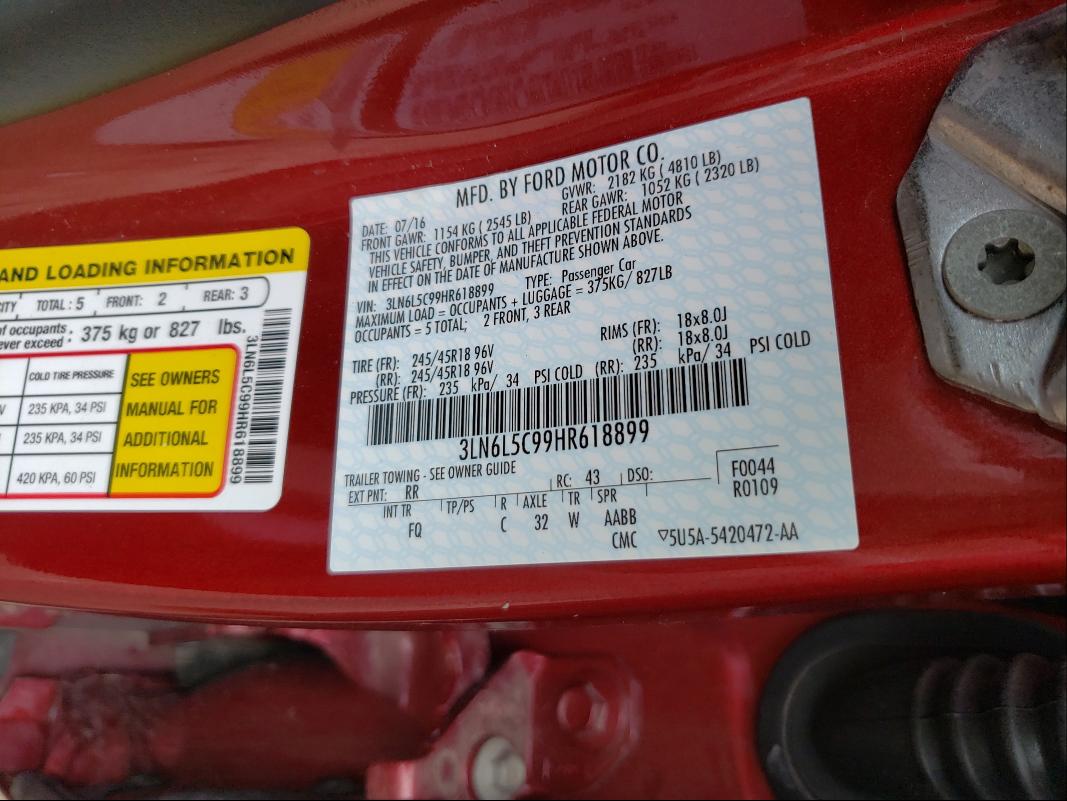 AND LOADING INFORMATION
TOTAL : 5 FRONT: 2 REAR: 3
of occupants
exceed : 375 kg or 827 lbs.
COLD TIRE PRESSURE
235 KPA, 34 PSI
235 KPA, 34 PSI
420 KPA, 60 PSI
SEE OWNERS
MANUAL FOR
ADDITIONAL
INFORMATION
3LN6L5C99HR618899
MFD. BY FORD MOTOR CO.
DATE: 07/16 GVWR: 2182 KG ( 4810 LB)
FRONT GAWR: 1154 KG ( 2545 LB) REAR GAWR: 1052 KG ( 2320 LB)
THIS VEHICLE CONFORMS TO ALL APPLICABLE FEDERAL MOTOR
VEHICLE SAFETY, BUMPER, AND THEFT PREVENTION STANDARDS
IN EFFECT ON THE DATE OF MANUFACTURE SHOWN ABOVE.
VIN: 3LN6L5C99HR618899 TYPE: Passenger Car
MAXIMUM LOAD = OCCUPANTS + LUGGAGE = 375KG/ 827LB
OCCUPANTS = 5 TOTAL; 2 FRONT, 3 REAR
TIRE (FR): 245/45R18 96V RIMS (FR): 18x8.0J
(RR): 245/45R18 96V (RR): 18x8.0J
PRESSURE (FR): 235 kPa/ 34 PSI COLD (RR): 235 kPa/ 34 PSI COLD
3LN6L5C99HR618899
TRAILER TOWING - SEE OWNER GUIDE
EXT PNT: RR RC: 43 DSO: F0044
INT TR TP/PS R AXLE TR SPR R0109
FQ C 32 W AABB
CMC ▽5U5A-5420472-AA